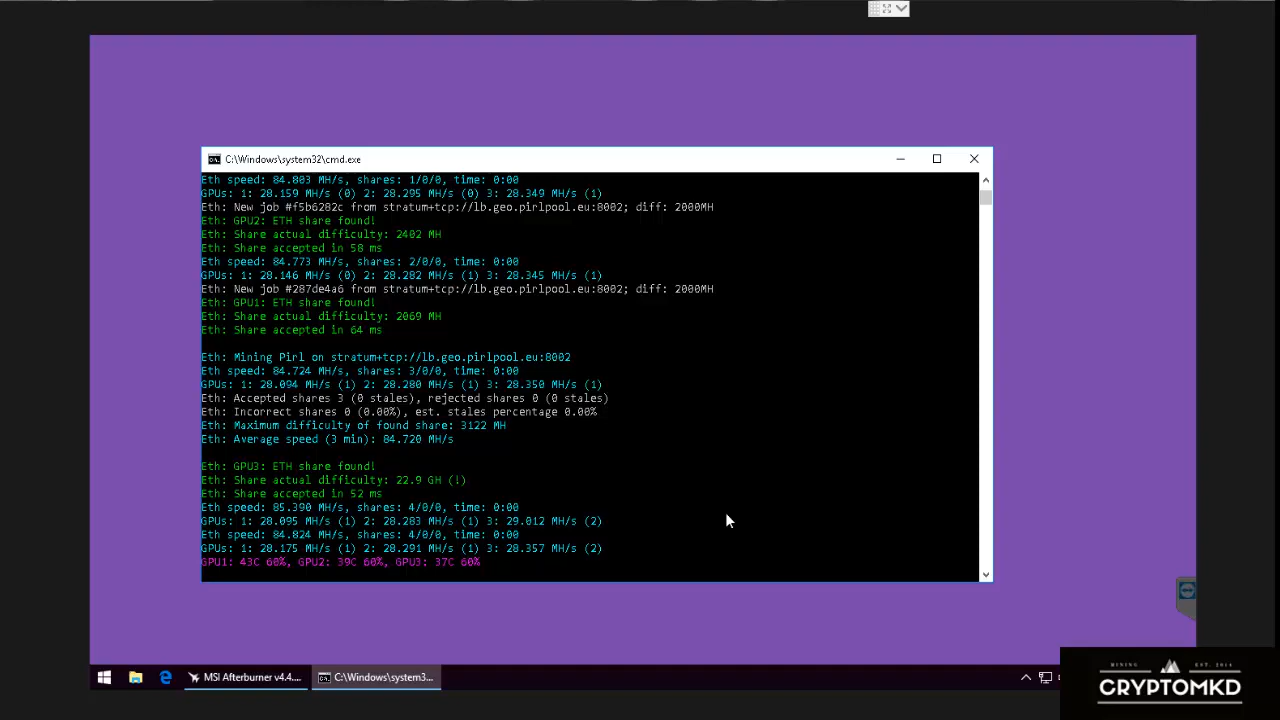 C:\Windows\system32\cmd.exe
Eth speed: 84.803 MH/s, shares: 1/0/0, time: 0:00
GPUs: 1: 28.159 MH/s (0) 2: 28.295 MH/s (0) 3: 28.349 MH/s (1)
Eth: New job #f5b6282c from stratum+tcp://lb.geo.pirlpool.eu:8002; diff: 2000MH
Eth: GPU2: ETH share found!
Eth: Share actual difficulty: 2402 MH
Eth: Share accepted in 58 ms
Eth speed: 84.773 MH/s, shares: 2/0/0, time: 0:00
GPUs: 1: 28.146 MH/s (0) 2: 28.282 MH/s (1) 3: 28.345 MH/s (1)
Eth: New job #287de4a6 from stratum+tcp://lb.geo.pirlpool.eu:8002; diff: 2000MH
Eth: GPU1: ETH share found!
Eth: Share actual difficulty: 2069 MH
Eth: Share accepted in 64 ms
Eth: Mining Pirl on stratum+tcp://lb.geo.pirlpool.eu:8002
Eth speed: 84.724 MH/s, shares: 3/0/0, time: 0:00
GPUs: 1: 28.094 MH/s (1) 2: 28.280 MH/s (1) 3: 28.350 MH/s (1)
Eth: Accepted shares 3 (0 stales), rejected shares 0 (0 stales)
Eth: Incorrect shares 0 (0.00%), est. stales percentage 0.00%
Eth: Maximum difficulty of found share: 3122 MH
Eth: Average speed (3 min): 84.720 MH/s
Eth: GPU3: ETH share found!
Eth: Share actual difficulty: 22.9 GH (!)
Eth: Share accepted in 52 ms
Eth speed: 85.390 MH/s, shares: 4/0/0, time: 0:00
GPUs: 1: 28.095 MH/s (1) 2: 28.283 MH/s (1) 3: 29.012 MH/s (2)
Eth speed: 84.824 MH/s, shares: 4/0/0, time: 0:00
GPUs: 1: 28.175 MH/s (1) 2: 28.291 MH/s (1) 3: 28.357 MH/s (2)
GPU1: 43C 60%, GPU2: 39C 60%, GPU3: 37C 60%
MSI Afterburner v4.4....
C:\Windows\system3...
MINING EST. 2014
CRYPTOMKD